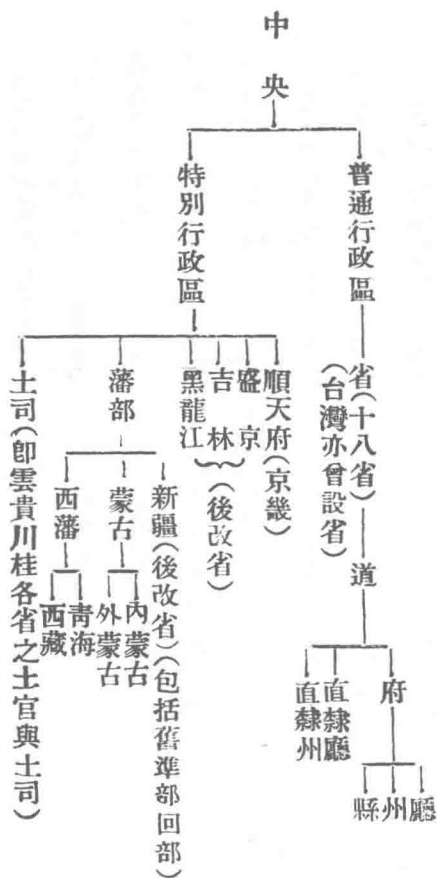 中央
普通行政區
省(十八省)
(台灣亦曾設省)
道
府
廳
州
縣
直隸廳
直隸州
特別行政區
順天府(京畿)
盛京
吉林
(後改省)
黑龍江
藩部
新疆(後改省)(包括舊準部回部)
蒙古
內蒙古
外蒙古
西藩
青海
西藏
土司(卽雲貴川桂各省之土官與土司)